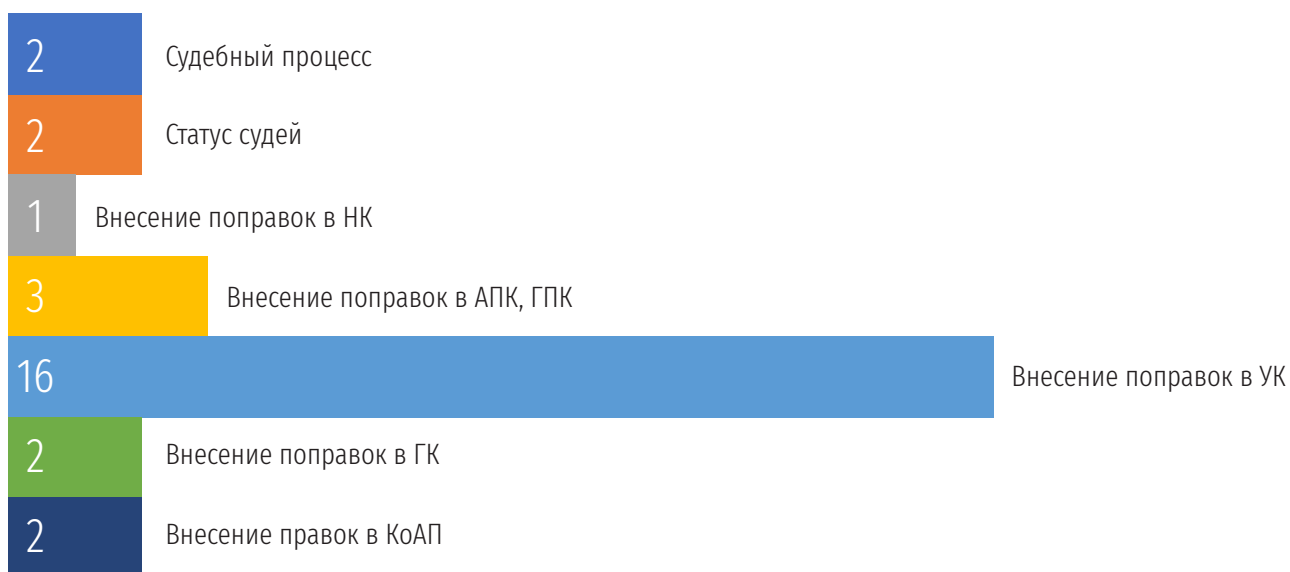 2 Судебный процесс
2 Статус судей
1 Внесение поправок в НК
3 Внесение поправок в АПК, ГПК
16 Внесение поправок в УК
2 Внесение поправок в ГК
2 Внесение правок в КоАП